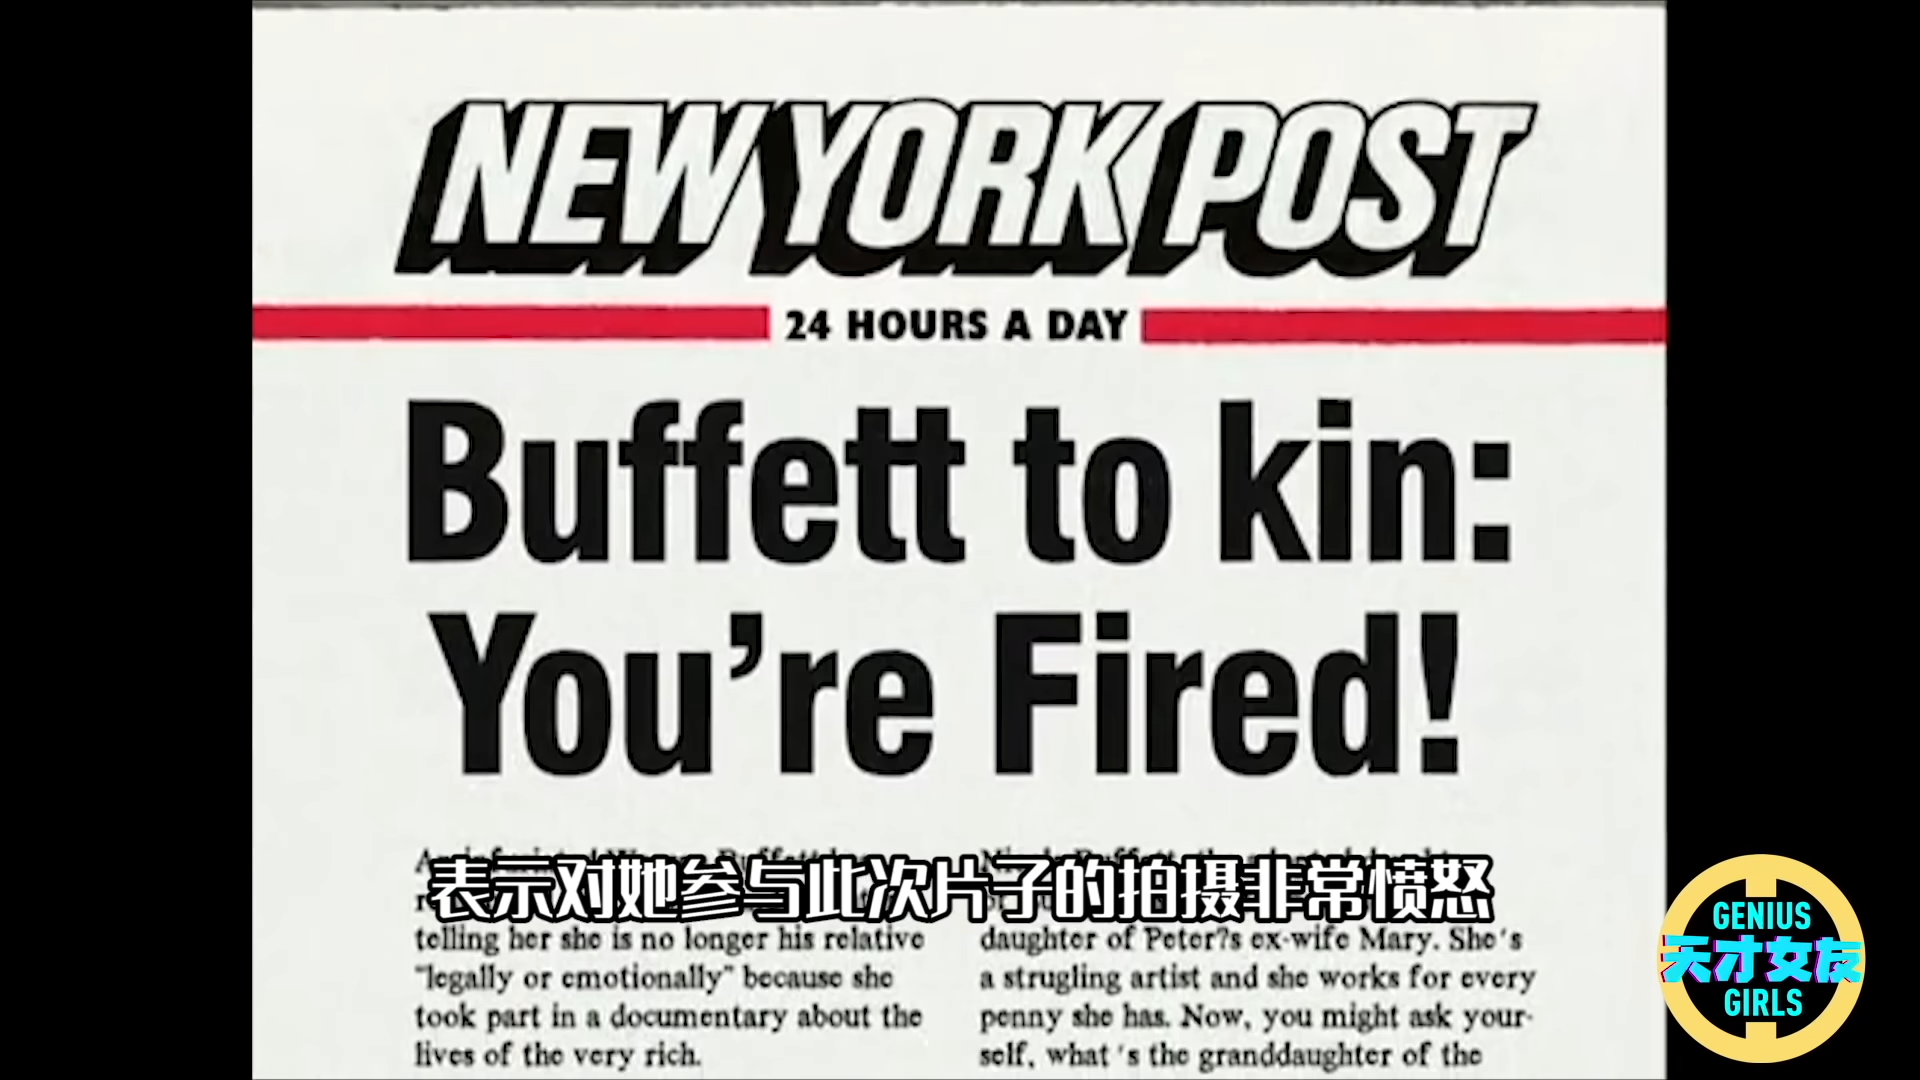 NEW YORK POST
24 HOURS A DAY
Buffett to kin:
You’re Fired!
表示对她参与此次片子的拍摄非常愤怒
telling her she is no longer his relative
"legally or emotionally" because she
took part in a documentary about the
lives of the very rich.
daughter of Peter?s ex-wife Mary. She's
a strugling artist and she works for every
penny she has. Now, you might ask your-
self, what 's the granddaughter of the
GENIUS
天才女友
GIRLS